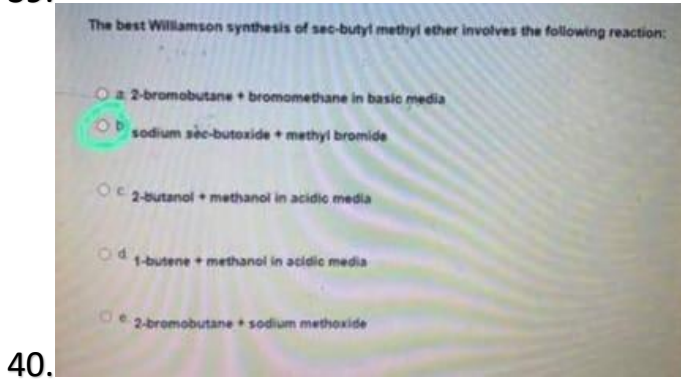 The best Williamson synthesis of sec-butyl methyl ether involves the following reaction:
a 2-bromobutane + bromomethane in basic media
b sodium sec-butoxide + methyl bromide
c 2-butanol + methanol in acidic media
d 1-butene + methanol in acidic media
e. 2-bromobutane + sodium methoxide
40.